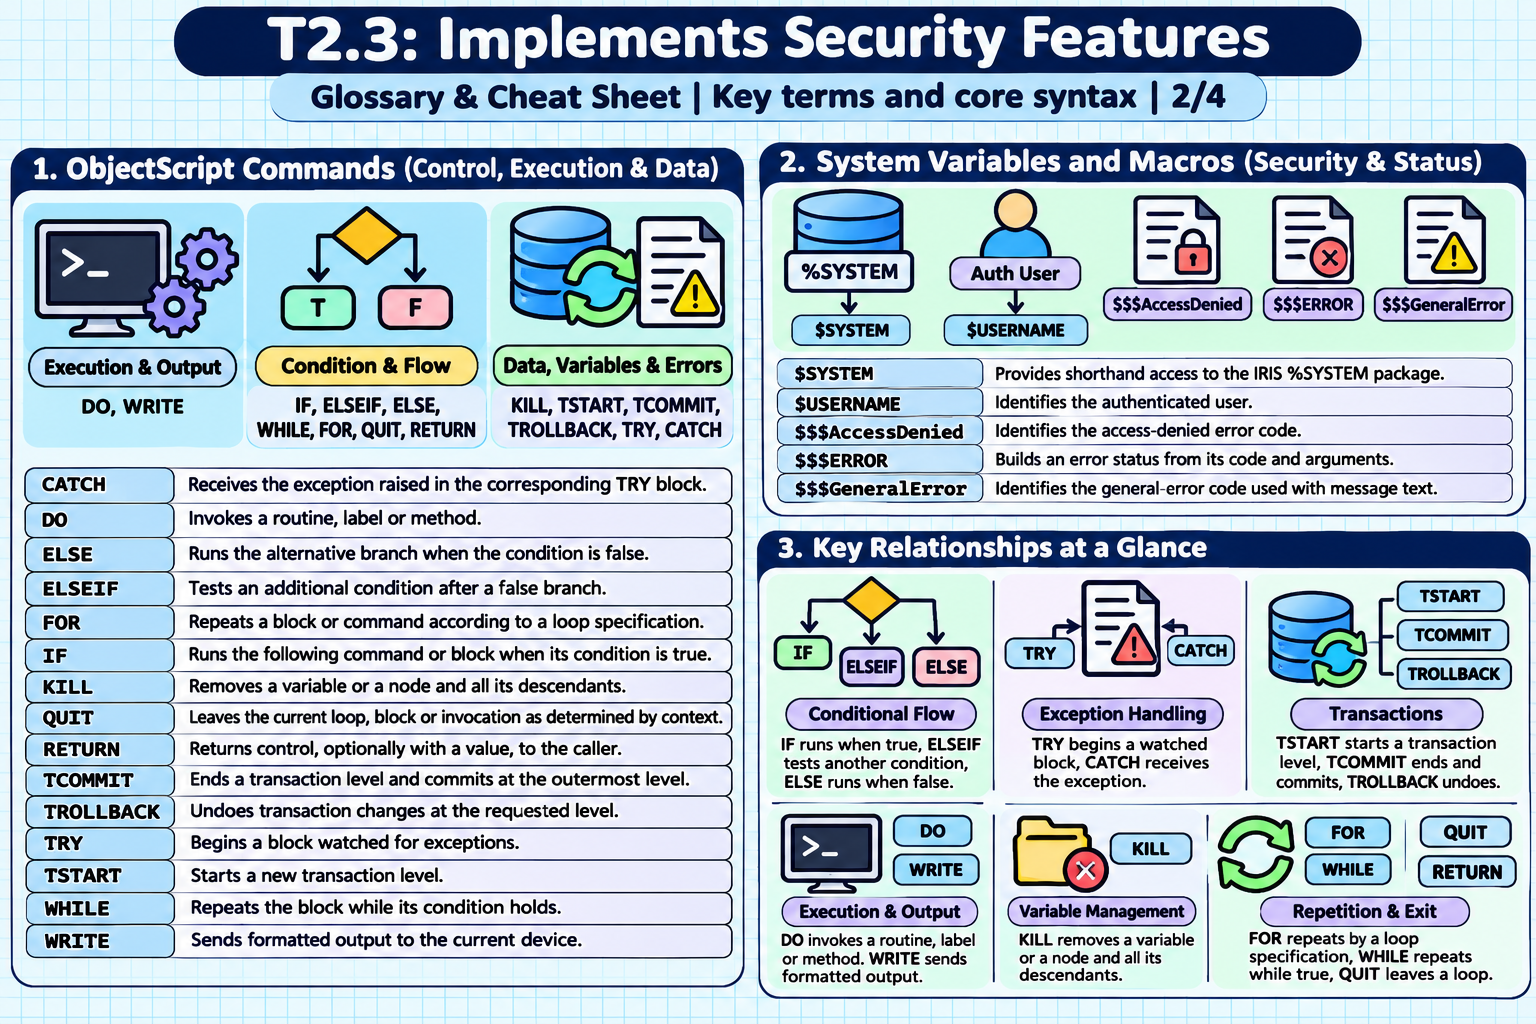 T2.3: Implements Security Features
Glossary & Cheat Sheet | Key terms and core syntax | 2/4
1. ObjectScript Commands (Control, Execution & Data)
>_
T
F
Execution & Output
Condition & Flow
Data, Variables & Errors
DO, WRITE
IF, ELSEIF, ELSE,
WHILE, FOR, QUIT, RETURN
KILL, TSTART, TCOMMIT,
TROLLBACK, TRY, CATCH
CATCH Receives the exception raised in the corresponding TRY block.
DO Invokes a routine, label or method.
ELSE Runs the alternative branch when the condition is false.
ELSEIF Tests an additional condition after a false branch.
FOR Repeats a block or command according to a loop specification.
IF Runs the following command or block when its condition is true.
KILL Removes a variable or a node and all its descendants.
QUIT Leaves the current loop, block or invocation as determined by context.
RETURN Returns control, optionally with a value, to the caller.
TCOMMIT Ends a transaction level and commits at the outermost level.
TROLLBACK Undoes transaction changes at the requested level.
TRY Begins a block watched for exceptions.
TSTART Starts a new transaction level.
WHILE Repeats the block while its condition holds.
WRITE Sends formatted output to the current device.
2. System Variables and Macros (Security & Status)
%SYSTEM
$SYSTEM
Auth User
$USERNAME
$$$AccessDenied
$$$ERROR
$$$GeneralError
$SYSTEM Provides shorthand access to the IRIS %SYSTEM package.
$USERNAME Identifies the authenticated user.
$$$AccessDenied Identifies the access-denied error code.
$$$ERROR Builds an error status from its code and arguments.
$$$GeneralError Identifies the general-error code used with message text.
3. Key Relationships at a Glance
IF
ELSEIF
ELSE
Conditional Flow
IF runs when true, ELSEIF
tests another condition,
ELSE runs when false.
TRY
CATCH
Exception Handling
TRY begins a watched
block, CATCH receives
the exception.
TSTART
TCOMMIT
TROLLBACK
Transactions
TSTART starts a transaction
level, TCOMMIT ends and
commits, TROLLBACK undoes.
>_
DO
WRITE
Execution & Output
DO invokes a routine, label
or method. WRITE sends
formatted output.
KILL
Variable Management
KILL removes a variable
or a node and all its
descendants.
FOR
WHILE
QUIT
RETURN
Repetition & Exit
FOR repeats by a loop
specification, WHILE repeats
while true, QUIT leaves a loop.